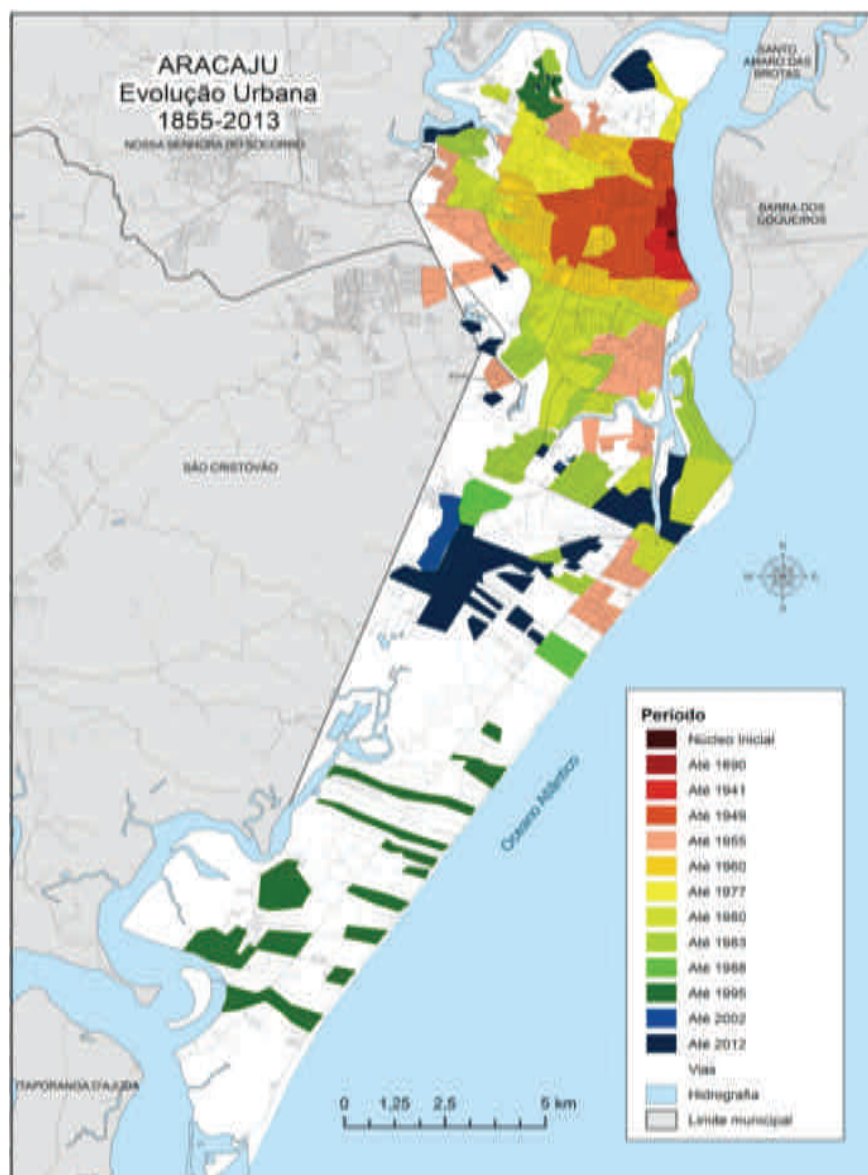 ARACAJU
Evolução Urbana
1855-2013
NOSSA SENHORA DO SOCORRO
SANTO
AMARO DAS
BROTAS
BARRA DOS
COQUEIROS
SÃO CRISTOVÃO
Oceano Atlântico
ITAPORANGA D'AJUDA
N
W
E
S
Período
Núcleo Inicial
Até 1890
Até 1941
Até 1949
Até 1955
Até 1960
Até 1977
Até 1980
Até 1983
Até 1988
Até 1995
Até 2002
Até 2012
Vias
Hidrografia
Limite municipal
0 1,25 2,5 5 km